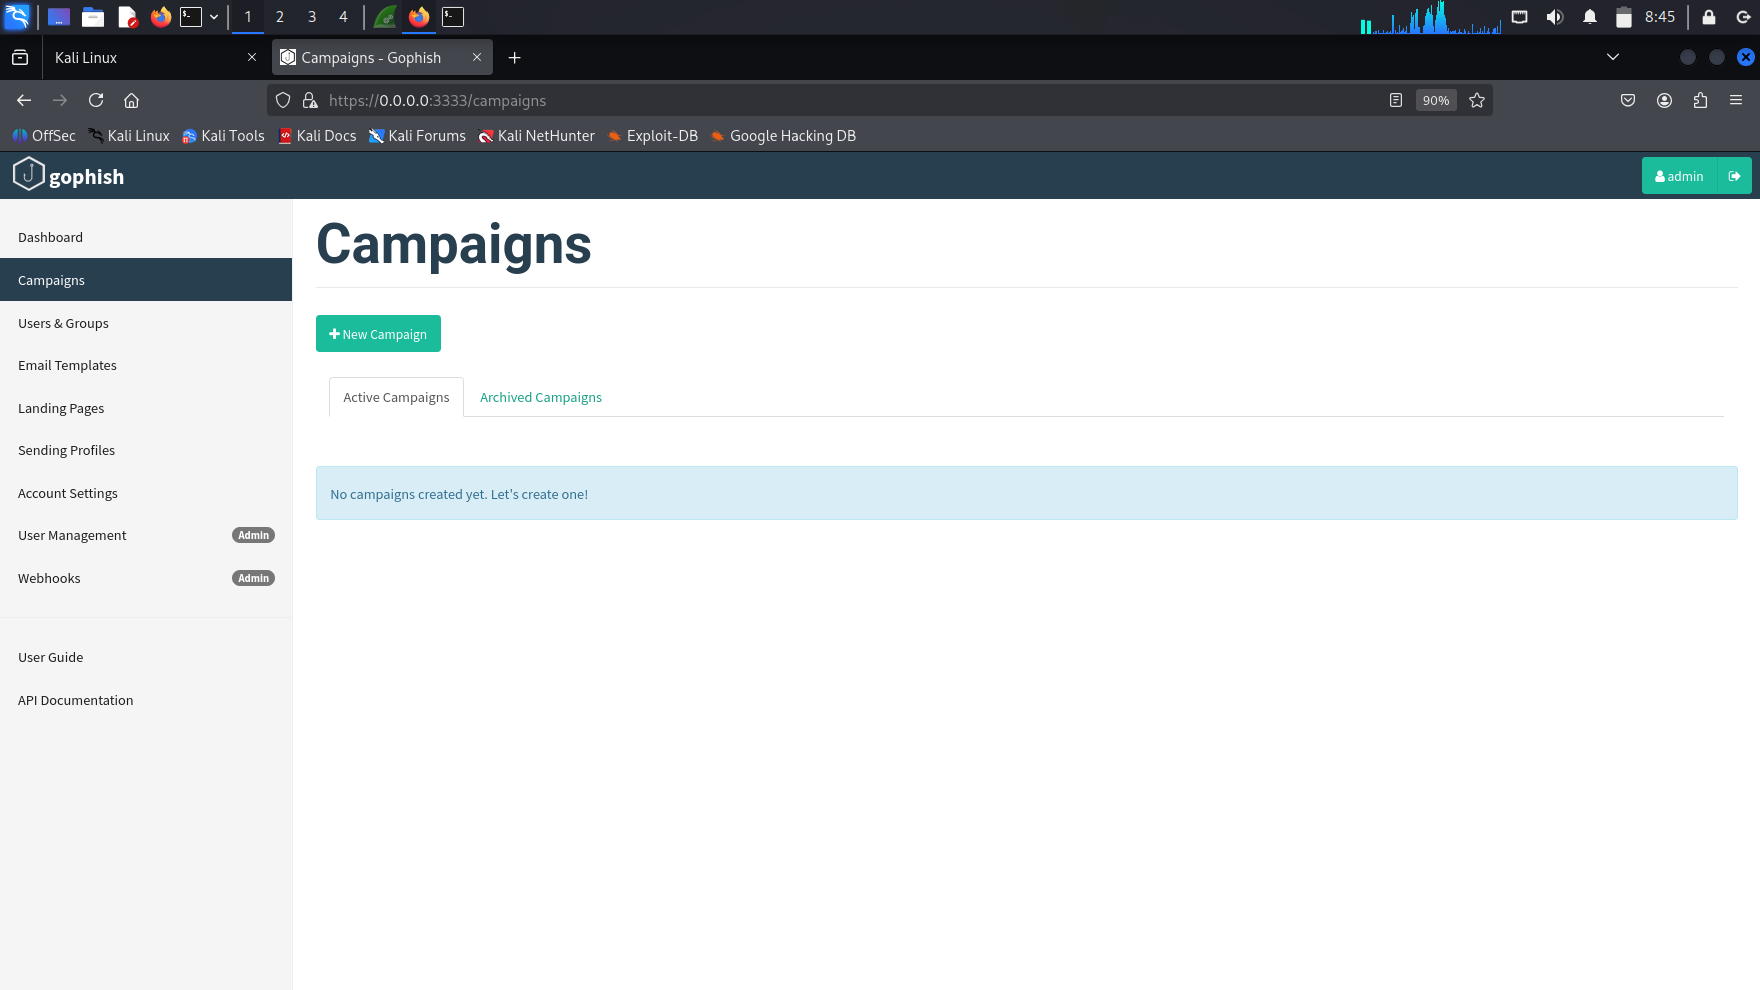 1 2 3 4 8:45
Kali Linux Campaigns - Gophish
https://0.0.0.0:3333/campaigns 90%
OffSec Kali Linux Kali Tools Kali Docs Kali Forums Kali NetHunter Exploit-DB Google Hacking DB
gophish admin
Dashboard
Campaigns
Users & Groups
Email Templates
Landing Pages
Sending Profiles
Account Settings
User Management Admin
Webhooks Admin
User Guide
API Documentation
Campaigns
New Campaign
Active Campaigns Archived Campaigns
No campaigns created yet. Let's create one!